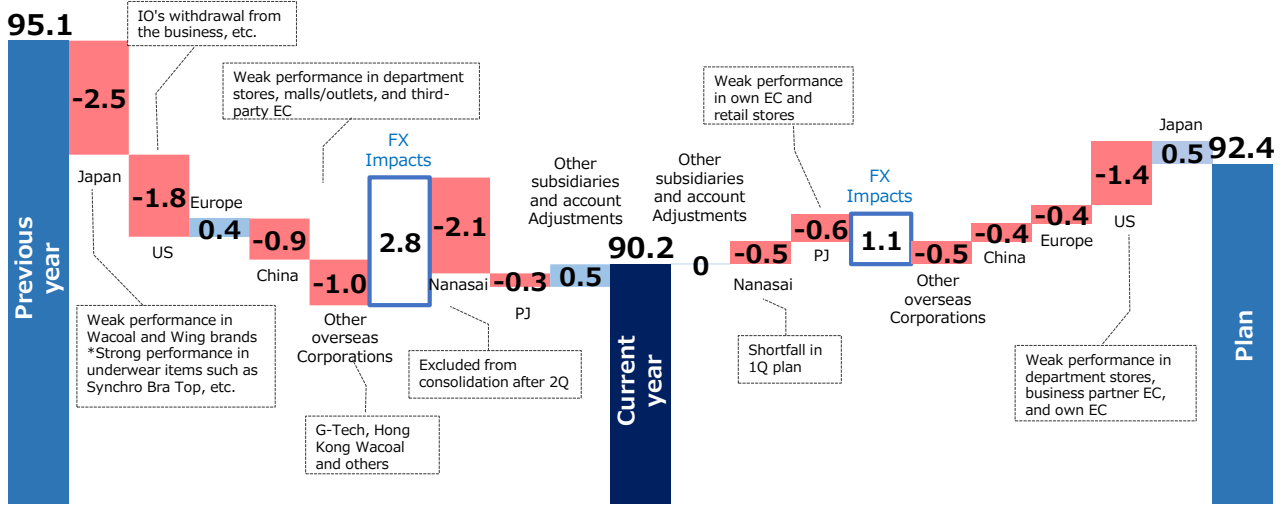 95.1
Previous
year
-2.5
Japan
Weak performance in
Wacoal and Wing brands
*Strong performance in
underwear items such as
Synchro Bra Top, etc.
IO's withdrawal from
the business, etc.
-1.8
US
Europe
0.4
Weak performance in department
stores, malls/outlets, and third-
party EC
-0.9
China
-1.0
Other
overseas
Corporations
G-Tech, Hong
Kong Wacoal
and others
FX
Impacts
2.8
-2.1
Nanasai
Excluded from
consolidation after 2Q
-0.3
PJ
Other
subsidiaries
and account
Adjustments
0.5
90.2
Current
year
Other
subsidiaries
and account
Adjustments
0
-0.5
Nanasai
Shortfall in
1Q plan
Weak performance
in own EC and
retail stores
-0.6
PJ
FX
Impacts
1.1
-0.5
Other
overseas
Corporations
-0.4
China
-0.4
Europe
-1.4
US
Weak performance in
department stores,
business partner EC,
and own EC
Japan
0.5
92.4
Plan